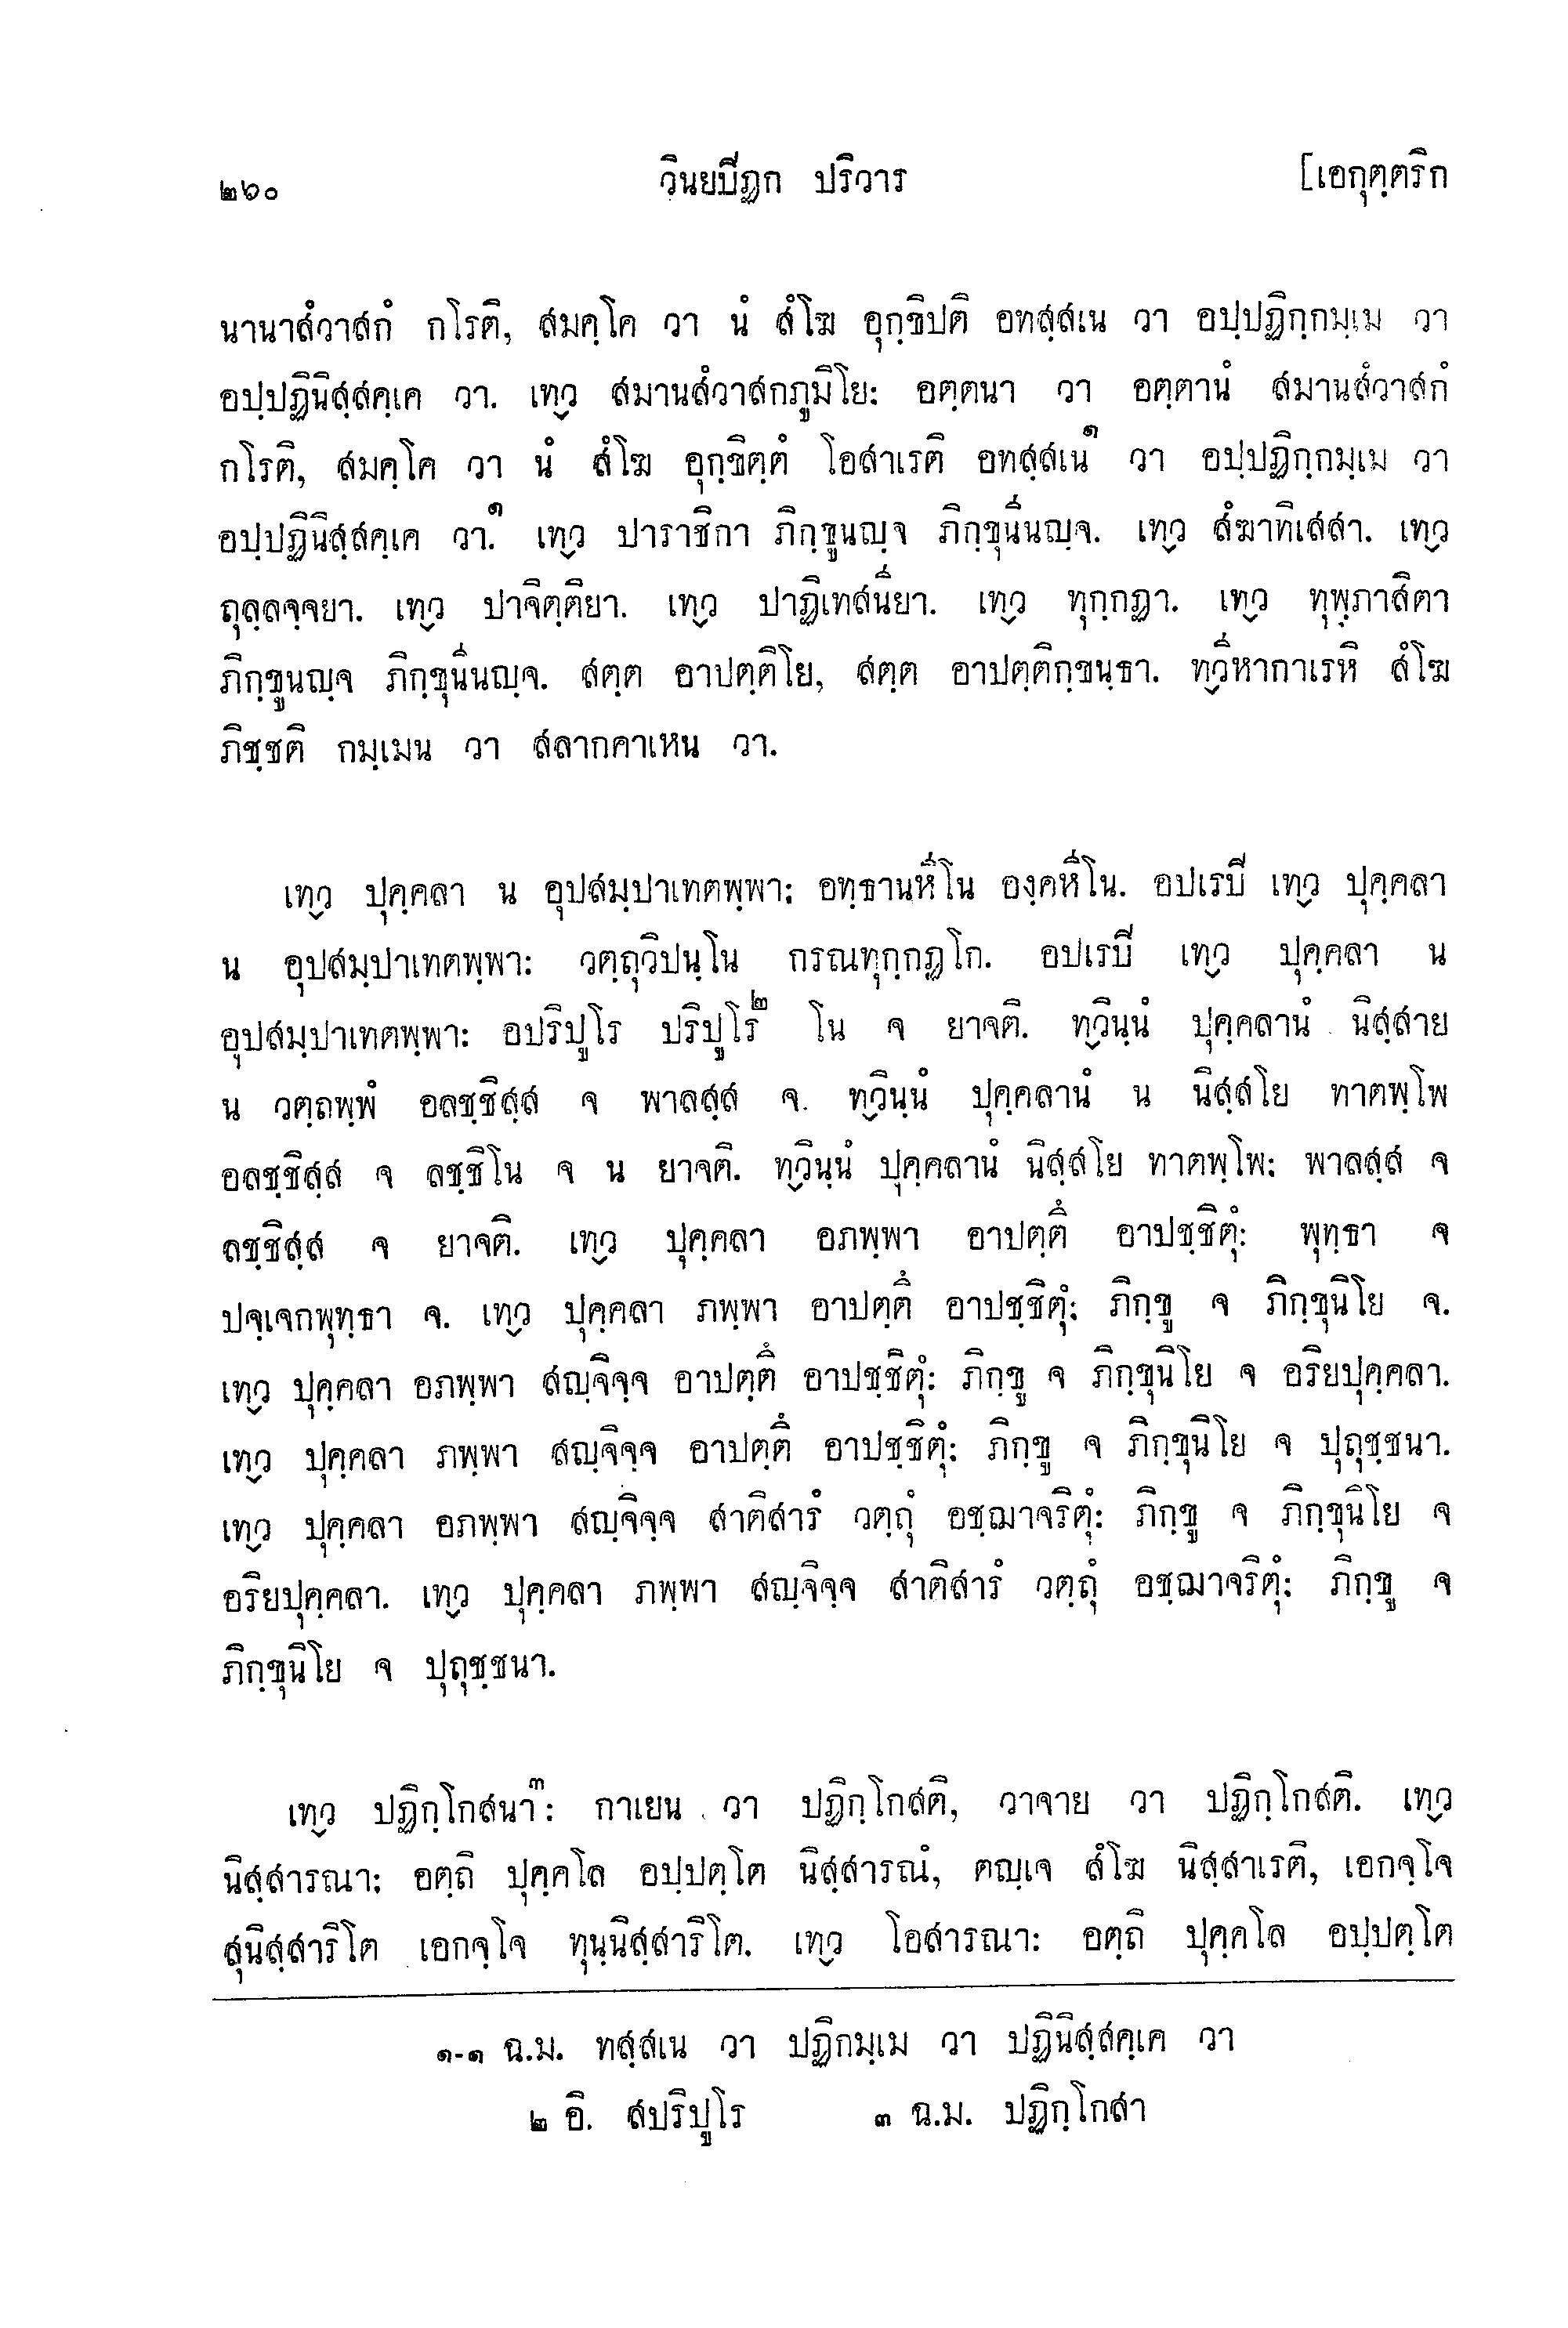 ๒๖๐ วินยปิฏก ปริวาร [เอกุตฺตริก
นานาสํวาสกํ กโรติ, สมคฺโค วา นํ สํโฆ อุกฺขิปติ อทสฺสเน วา อปฺปฏิกฺกมฺเม วา
อปฺปฏินิสฺสคฺเค วา. เทฺว สมานสํวาสกภูมิโย: อตฺตนา วา อตฺตานํ สมานสํวาสกํ
กโรติ, สมคฺโค วา นํ สํโฆ อุกฺขิตฺตํ โอสาเรติ อทสฺสเน๑ วา อปฺปฏิกฺกมฺเม วา
อปฺปฏินิสฺสคฺเค วา.๑ เทฺว ปาราชิกา ภิกฺขูนญฺจ ภิกฺขุนีนญฺจ. เทฺว สํฆาทิเสสา. เทฺว
ถุลฺลจฺจยา. เทฺว ปาจิตฺติยา. เทฺว ปาฏิเทสนียา. เทฺว ทุกฺกฏา. เทฺว ทุพฺภาสิตา
ภิกฺขูนญฺจ ภิกฺขุนีนญฺจ. สตฺต อาปตฺติโย, สตฺต อาปตฺติกฺขนฺธา. ทฺวีหากาเรหิ สํโฆ
ภิชฺชติ กมฺเมน วา สลากคาเหน วา.
เทฺว ปุคฺคลา น อุปสมฺปาเทตพฺพา: อทฺธานหีโน องฺคหีโน. อปเรปิ เทฺว ปุคฺคลา
น อุปสมฺปาเทตพฺพา: วตฺถุวิปนฺโน กรณทุกฺกฏโก. อปเรปิ เทฺว ปุคฺคลา น
อุปสมฺปาเทตพฺพา: อปริปูโร ปริปูโร๒ โน จ ยาจติ. ทฺวินฺนํ ปุคฺคลานํ นิสฺสาย
น วตฺถพฺพํ อลชฺชิสฺส จ พาลสฺส จ. ทฺวินฺนํ ปุคฺคลานํ น นิสฺสโย ทาตพฺโพ
อลชฺชิสฺส จ ลชฺชิโน จ น ยาจติ. ทฺวินฺนํ ปุคฺคลานํ นิสฺสโย ทาตพฺโพ: พาลสฺส จ
ลชฺชิสฺส จ ยาจติ. เทฺว ปุคฺคลา อภพฺพา อาปตฺตึ อาปชฺชิตุํ: พุทฺธา จ
ปจฺเจกพุทฺธา จ. เทฺว ปุคฺคลา ภพฺพา อาปตฺตึ อาปชฺชิตุํ: ภิกฺขู จ ภิกฺขุนิโย จ.
เทฺว ปุคฺคลา อภพฺพา สญฺจิจฺจ อาปตฺตึ อาปชฺชิตุํ: ภิกฺขู จ ภิกฺขุนิโย จ อริยปุคฺคลา.
เทฺว ปุคฺคลา ภพฺพา สญฺจิจฺจ อาปตฺตึ อาปชฺชิตุํ: ภิกฺขู จ ภิกฺขุนิโย จ ปุถุชฺชนา.
เทฺว ปุคฺคลา อภพฺพา สญฺจิจฺจ สาติสารํ วตฺถุํ อชฺฌาจริตุํ: ภิกฺขู จ ภิกฺขุนิโย จ
อริยปุคฺคลา. เทฺว ปุคฺคลา ภพฺพา สญฺจิจฺจ สาติสารํ วตฺถุํ อชฺฌาจริตุํ: ภิกฺขู จ
ภิกฺขุนิโย จ ปุถุชฺชนา.
เทฺว ปฏิกฺโกสนา๓: กาเยน วา ปฏิกฺโกสติ, วาจาย วา ปฏิกฺโกสติ. เทฺว
นิสฺสารณา: อตฺถิ ปุคฺคโล อปฺปตฺโต นิสฺสารณํ, ตญฺเจ สํโฆ นิสฺสาเรติ, เอกจฺโจ
สุนิสฺสาริโต เอกจฺโจ ทุนฺนิสฺสาริโต. เทฺว โอสารณา: อตฺถิ ปุคฺคโล อปฺปตฺโต
๑-๑ ฉ.ม. ทสฺสเน วา ปฏิกมฺเม วา ปฏินิสฺสคฺเค วา
๒ อิ. สปริปูโร ๓ ฉ.ม. ปฏิกฺโกสา